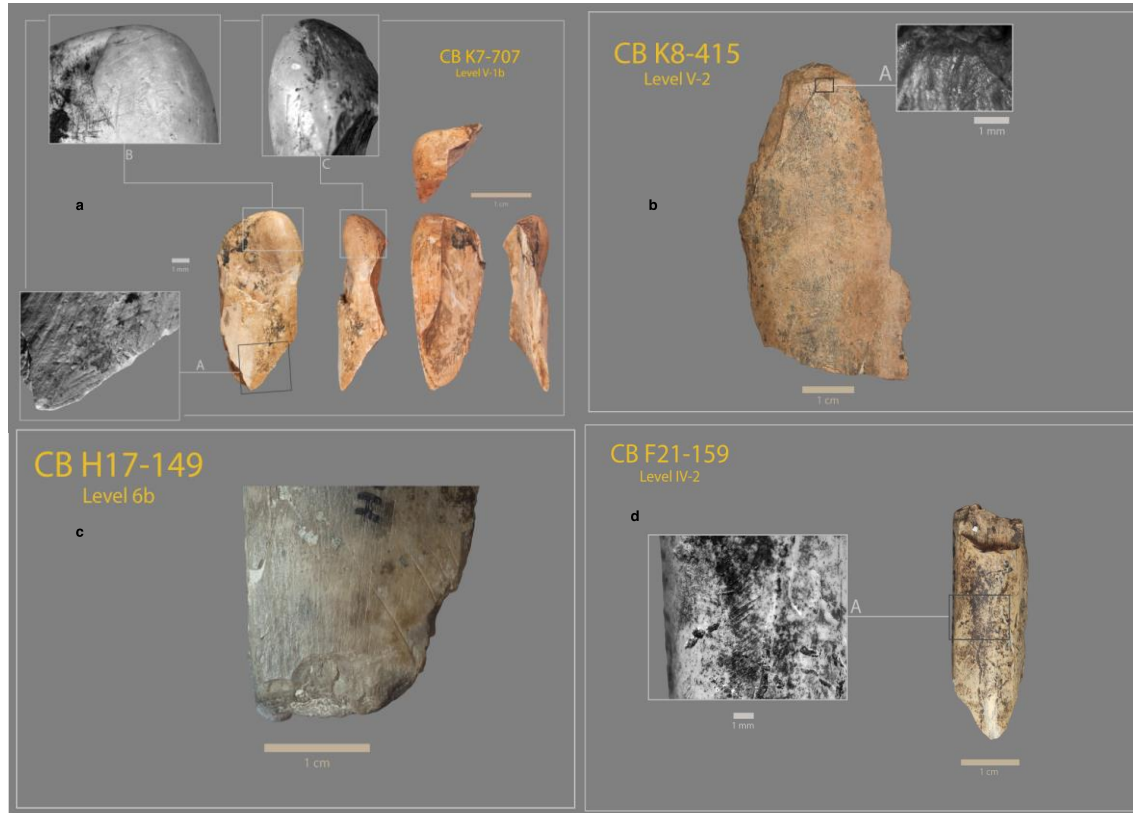 CB K7-707
Level V-1b
B
C
a
1 cm
1 mm
A
CB K8-415
Level V-2
A
1 mm
b
1 cm
CB H17-149
Level 6b
c
1 cm
CB F21-159
Level IV-2
d
A
1 mm
1 cm